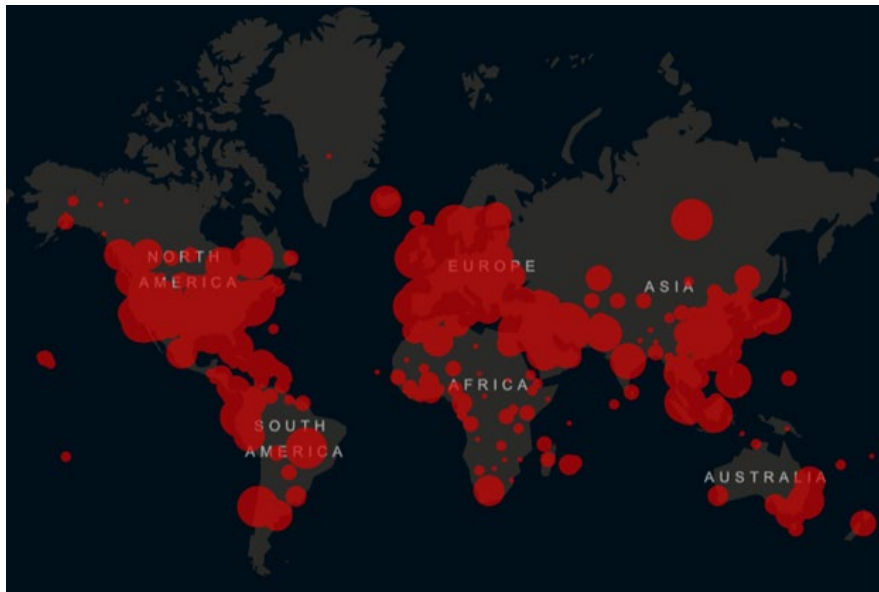 NORTH
AMERICA
EUROPE
ASIA
AFRICA
SOUTH
AMERICA
AUSTRALIA